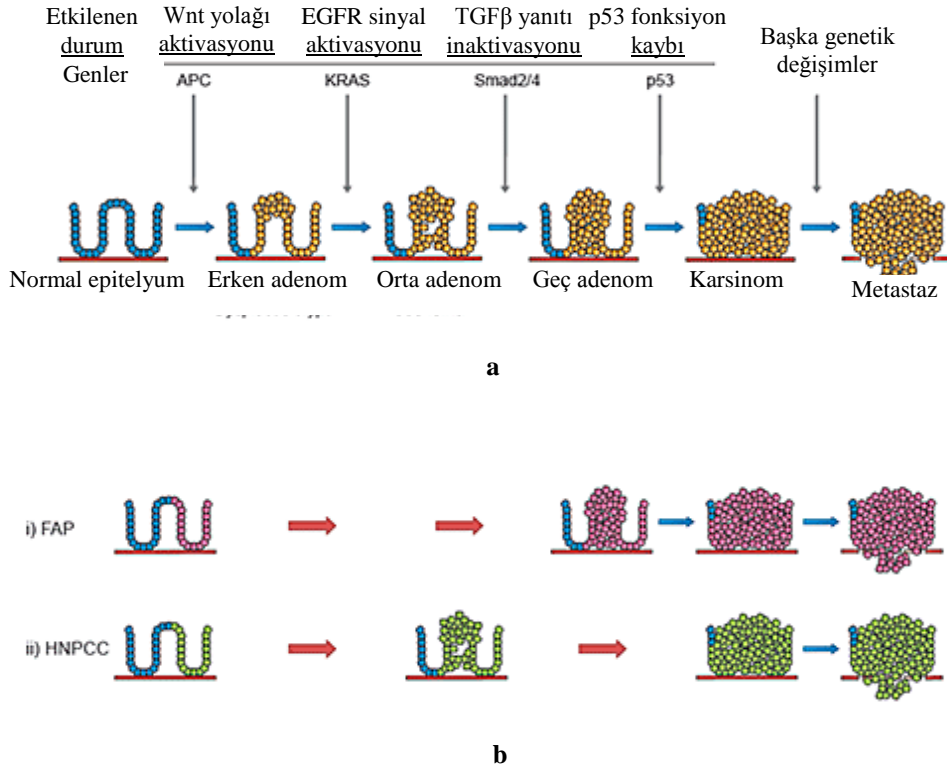 Etkilenen
durum
Genler
Wnt yolağı
aktivasyonu
EGFR sinyal
aktivasyonu
TGFβ yanıtı
inaktivasyonu
p53 fonksiyon
kaybı
Başka genetik
değişimler
APC
KRAS
Smad2/4
p53
Normal epitelyum
Erken adenom
Orta adenom
Geç adenom
Karsinom
Metastaz
a
i) FAP
ii) HNPCC
b